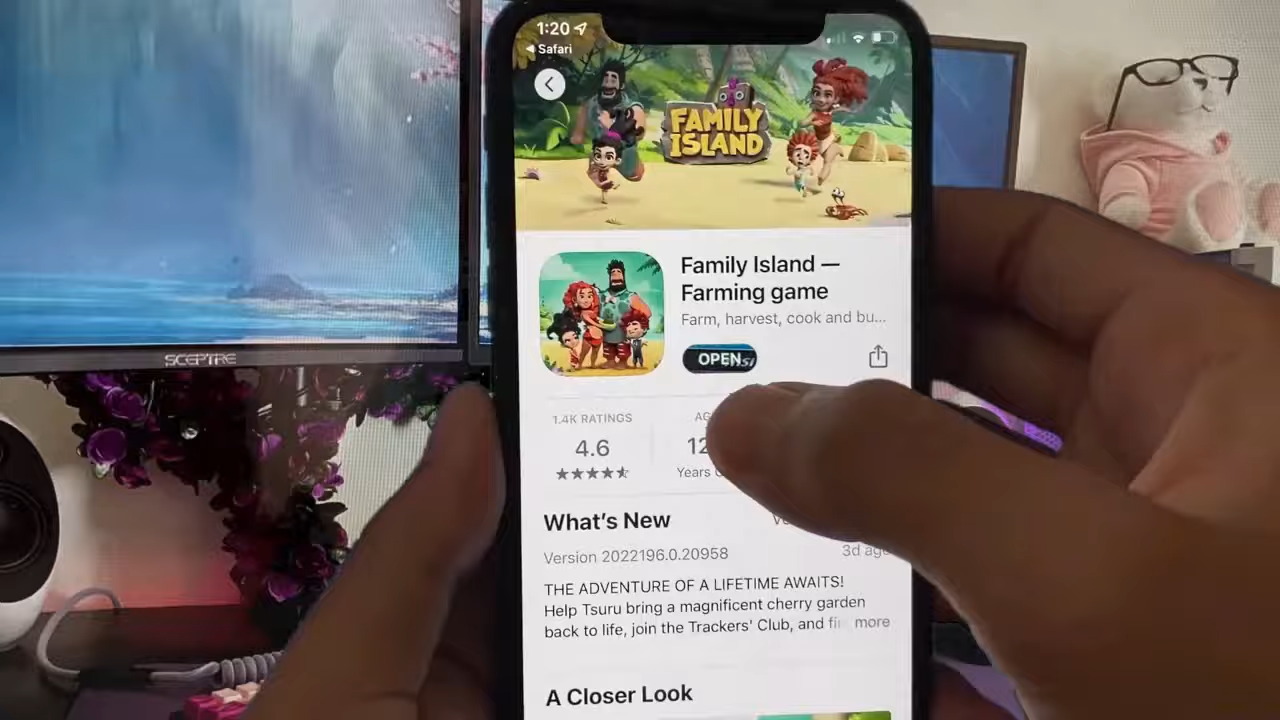 1:20
Safari
FAMILY
ISLAND
Family Island —
Farming game
Farm, harvest, cook and bu...
OPEN
1.4K RATINGS
4.6
12
Years
What's New
Version 2022196.0.20958
3d ago
THE ADVENTURE OF A LIFETIME AWAITS!
Help Tsuru bring a magnificent cherry garden
back to life, join the Trackers' Club, and more
A Closer Look
SCEPTRE